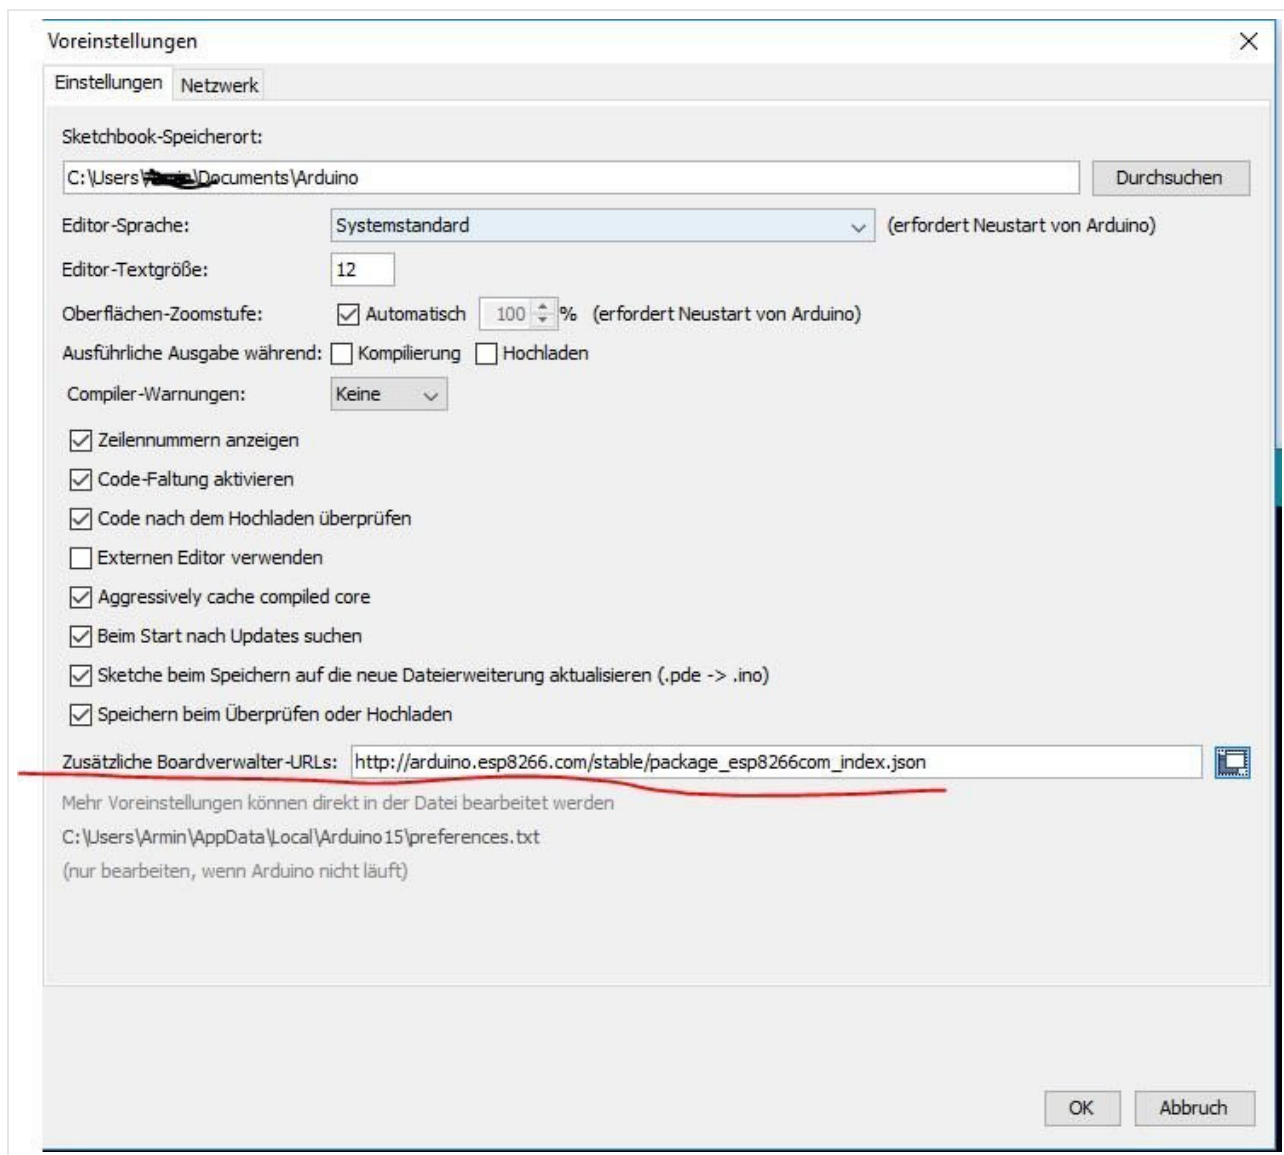 Voreinstellungen
Einstellungen Netzwerk
Sketchbook-Speicherort:
C:\Users\ \Documents\Arduino Durchsuchen
Editor-Sprache: Systemstandard (erfordert Neustart von Arduino)
Editor-Textgröße: 12
Oberflächen-Zoomstufe: Automatisch 100 % (erfordert Neustart von Arduino)
Ausführliche Ausgabe während: Kompilierung Hochladen
Compiler-Warnungen: Keine
Zeilennummern anzeigen
Code-Faltung aktivieren
Code nach dem Hochladen überprüfen
Externen Editor verwenden
Aggressively cache compiled core
Beim Start nach Updates suchen
Sketche beim Speichern auf die neue Dateierweiterung aktualisieren (.pde -> .ino)
Speichern beim Überprüfen oder Hochladen
Zusätzliche Boardverwalter-URLs: http://arduino.esp8266.com/stable/package_esp8266com_index.json
Mehr Voreinstellungen können direkt in der Datei bearbeitet werden
C:\Users\Armin\AppData\Local\Arduino15\preferences.txt
(nur bearbeiten, wenn Arduino nicht läuft)
OK Abbruch